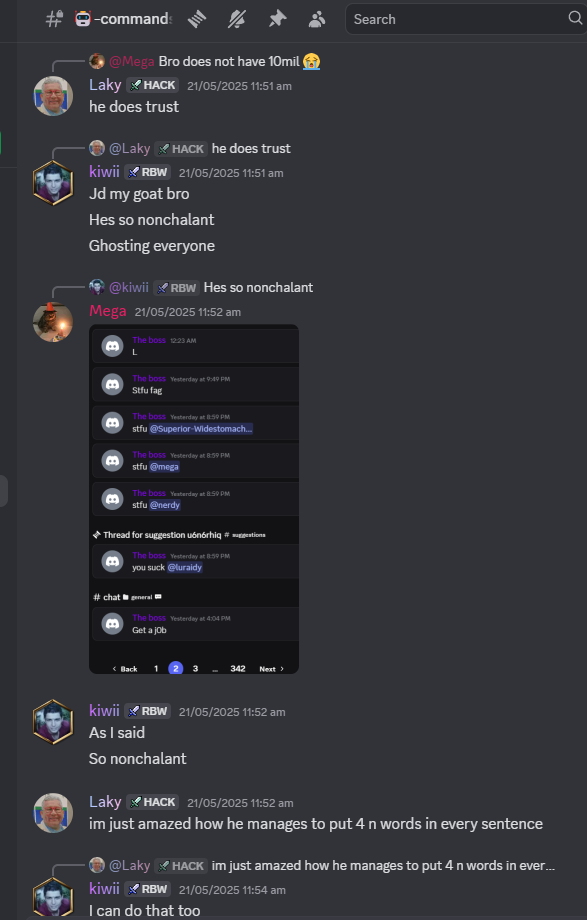 -commands
Search
@Mega Bro does not have 10mil 😭
Laky HACK 21/05/2025 11:51 am
he does trust
@Laky HACK he does trust
kiwii RBW 21/05/2025 11:51 am
Jd my goat bro
Hes so nonchalant
Ghosting everyone
@kiwii RBW Hes so nonchalant
Mega 21/05/2025 11:52 am
The boss 12:23 AM
L
The boss Yesterday at 9:49 PM
Stfu fag
The boss Yesterday at 8:59 PM
stfu @Superior-Widestomach...
The boss Yesterday at 8:59 PM
stfu @mega
The boss Yesterday at 8:59 PM
stfu @nerdy
Thread for suggestion uónórhiq # suggestions
The boss Yesterday at 8:59 PM
you suck @luraidy
# chat general
The boss Yesterday at 4:04 PM
Get a j0b
< Back 1 2 3 ... 342 Next >
kiwii RBW 21/05/2025 11:52 am
As I said
So nonchalant
Laky HACK 21/05/2025 11:52 am
im just amazed how he manages to put 4 n words in every sentence
@Laky HACK im just amazed how he manages to put 4 n words in ever...
kiwii RBW 21/05/2025 11:54 am
I can do that too